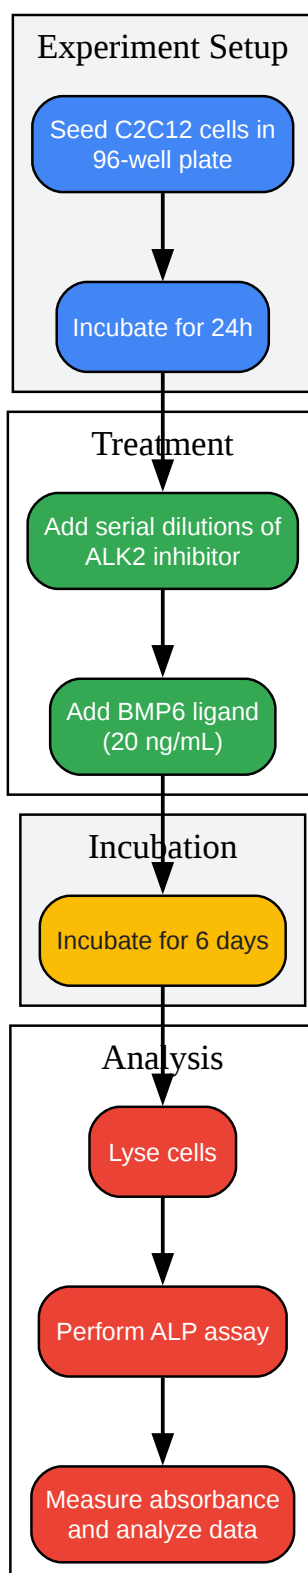 Experiment Setup
Seed C2C12 cells in
96-well plate
Incubate for 24h
Treatment
Add serial dilutions of
ALK2 inhibitor
Add BMP6 ligand
(20 ng/mL)
Incubation
Incubate for 6 days
Analysis
Lyse cells
Perform ALP assay
Measure absorbance
and analyze data